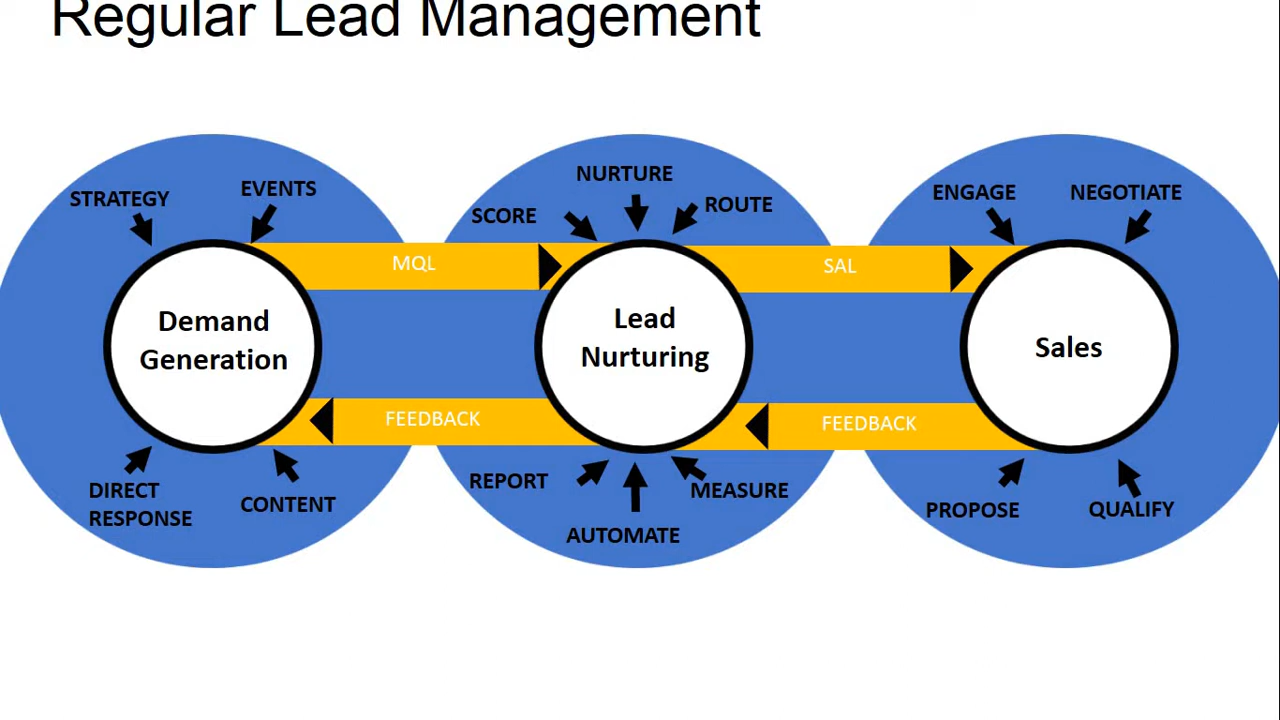 Regular Lead Management
STRATEGY
EVENTS
Demand
Generation
DIRECT
RESPONSE
CONTENT
MQL
FEEDBACK
NURTURE
SCORE
ROUTE
Lead
Nurturing
REPORT
AUTOMATE
MEASURE
SAL
FEEDBACK
ENGAGE
NEGOTIATE
Sales
PROPOSE
QUALIFY